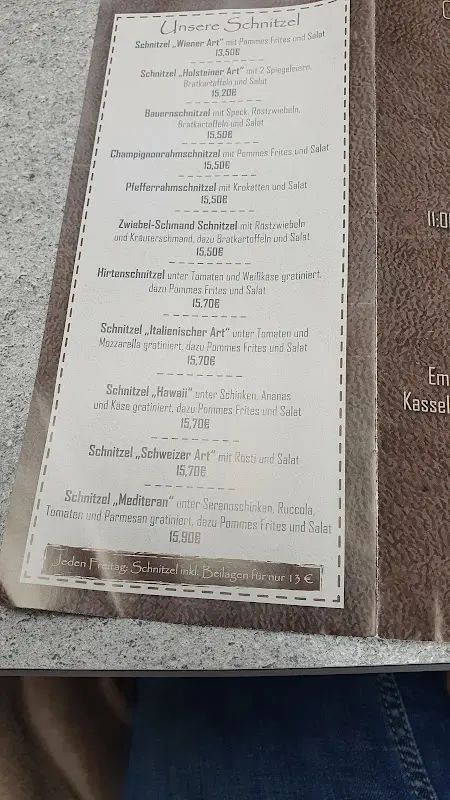 Unsere Schnitzel
Schnitzel „Wiener Art" mit Pommes Frites und Salat
13,50€
Schnitzel „Holsteiner Art" mit 2 Spiegeleiern,
Bratkartoffeln und Salat
15,20€
Bauernschnitzel mit Speck, Röstzwiebeln,
Bratkartoffeln und Salat
15,50€
Champignonrahmschnitzel mit Pommes Frites und Salat
15,50€
Pfefferrahmschnitzel mit Kroketten und Salat
15,50€
Zwiebel-Schmand Schnitzel mit Röstzwiebeln
und Kräuterschmand, dazu Bratkartoffeln und Salat
15,50€
Hirtenschnitzel unter Tomaten und Weißkäse gratiniert,
dazu Pommes Frites und Salat
15,70€
Schnitzel „Italienischer Art" unter Tomaten und
Mozzarella gratiniert, dazu Pommes Frites und Salat
15,70€
Schnitzel „Hawaii" unter Schinken, Ananas
und Käse gratiniert, dazu Pommes Frites und Salat
15,70€
Schnitzel „Schweizer Art" mit Rösti und Salat
15,70€
Schnitzel „Mediteran" unter Seranoschinken, Ruccola,
Tomaten und Parmesan gratiniert, dazu Pommes Frites und Salat
15,90€
Jeden Freitag: Schnitzel inkl. Beilagen für nur 13 €
11:0
Em
Kassel